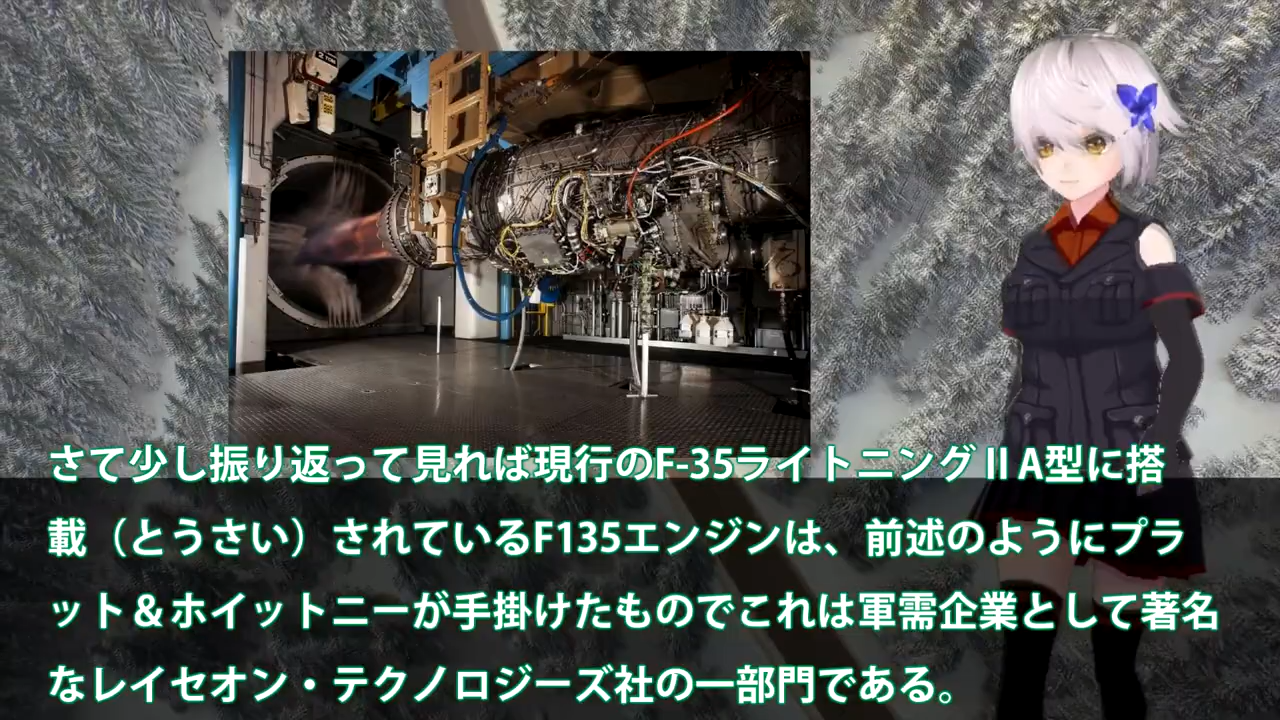 さて少し振り返って見れば現行のF-35ライトニングⅡA型に搭
載（とうさい）されているF135エンジンは、前述のようにプラ
ット＆ホイットニーが手掛けたものでこれは軍需企業として著名
なレイセオン・テクノロジーズ社の一部門である。